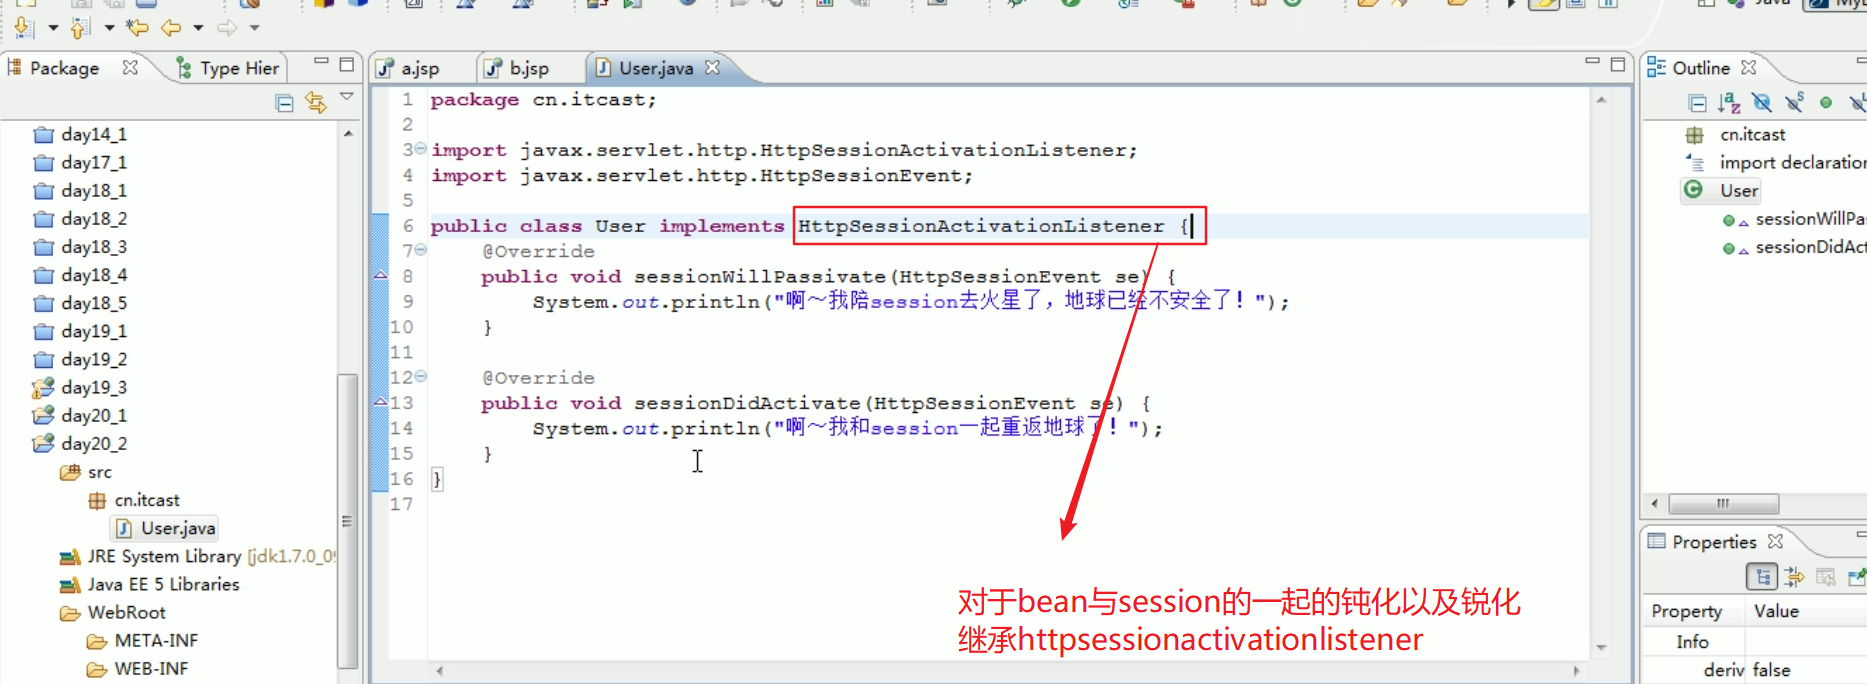 Java
Package
Type Hier
a.jsp
b.jsp
User.java
Outline
day14_1
day17_1
day18_1
day18_2
day18_3
day18_4
day18_5
day19_1
day19_2
day19_3
day20_1
day20_2
src
cn.itcast
User.java
JRE System Library [jdk1.7.0_0
Java EE 5 Libraries
WebRoot
META-INF
WEB-INF
1 package cn.itcast;
2
3 import javax.servlet.http.HttpSessionActivationListener;
4 import javax.servlet.http.HttpSessionEvent;
5
6 public class User implements HttpSessionActivationListener {
7 @Override
8 public void sessionWillPassivate(HttpSessionEvent se) {
9 System.out.println("啊～我陪session去火星了，地球已经不安全了！");
10 }
11
12 @Override
13 public void sessionDidActivate(HttpSessionEvent se) {
14 System.out.println("啊～我和session一起重返地球了！");
15 }
16 }
17
对于bean与session的一起的钝化以及锐化
继承httpsessionactivationlistener
cn.itcast
import declaration
User
sessionWillPa
sessionDidAct
Properties
Property Value
Info
deriv false